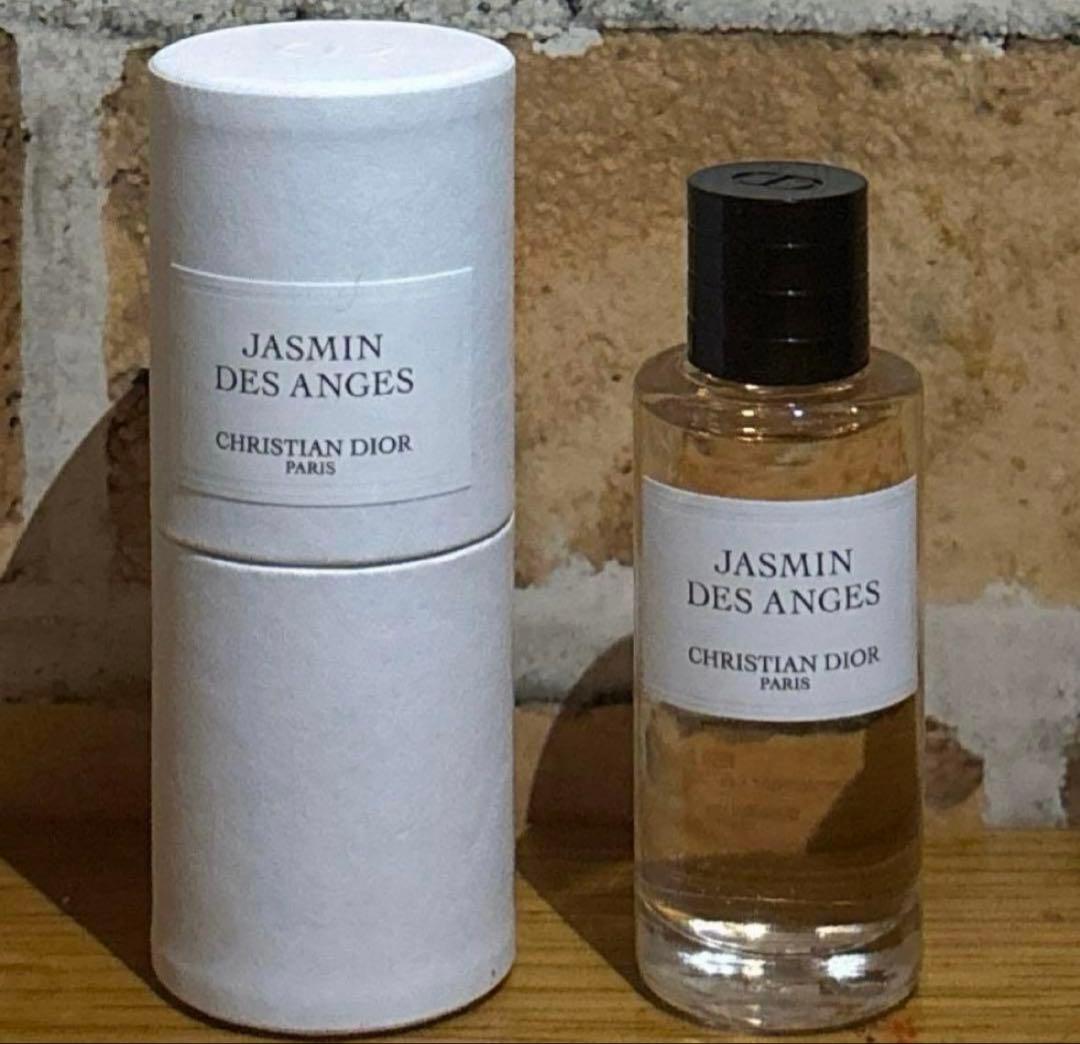 JASMIN
DES ANGES
CHRISTIAN DIOR
PARIS
JASMIN
DES ANGES
CHRISTIAN DIOR
PARIS